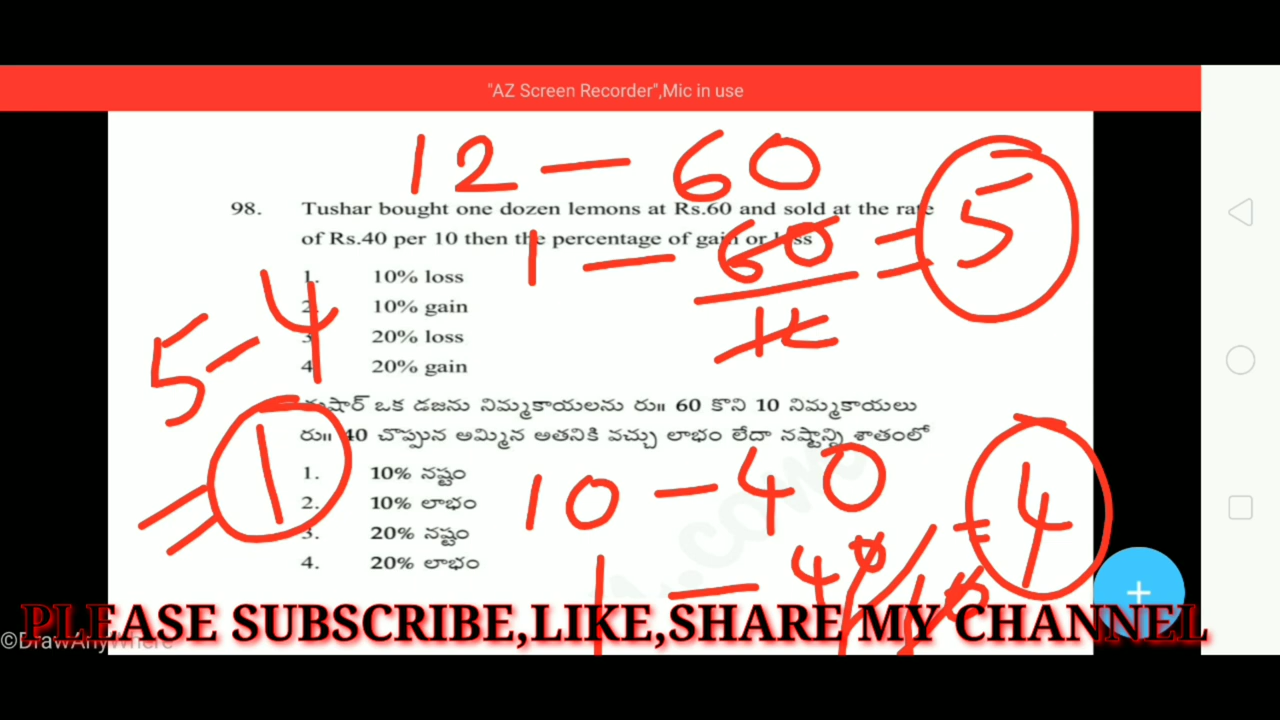 "AZ Screen Recorder",Mic in use
12 — 60
98. Tushar bought one dozen lemons at Rs.60 and sold at the rate
of Rs.40 per 10 then the percentage of gain or loss
1 — 60/12 = 5
1. 10% loss
2. 10% gain
3. 20% loss
4. 20% gain
5 - 4
= 1
తుషార్ ఒక డజను నిమ్మకాయలను రు॥ 60 కొని 10 నిమ్మకాయలు
రు॥ 40 చొప్పున అమ్మిన అతనికి వచ్చు లాభం లేదా నష్టాన్ని శాతంలో
1. 10% నష్టం
2. 10% లాభం
3. 20% నష్టం
4. 20% లాభం
10 — 40
1 — 40/10 = 4
PLEASE SUBSCRIBE,LIKE,SHARE MY CHANNEL
©DrawAnywhere